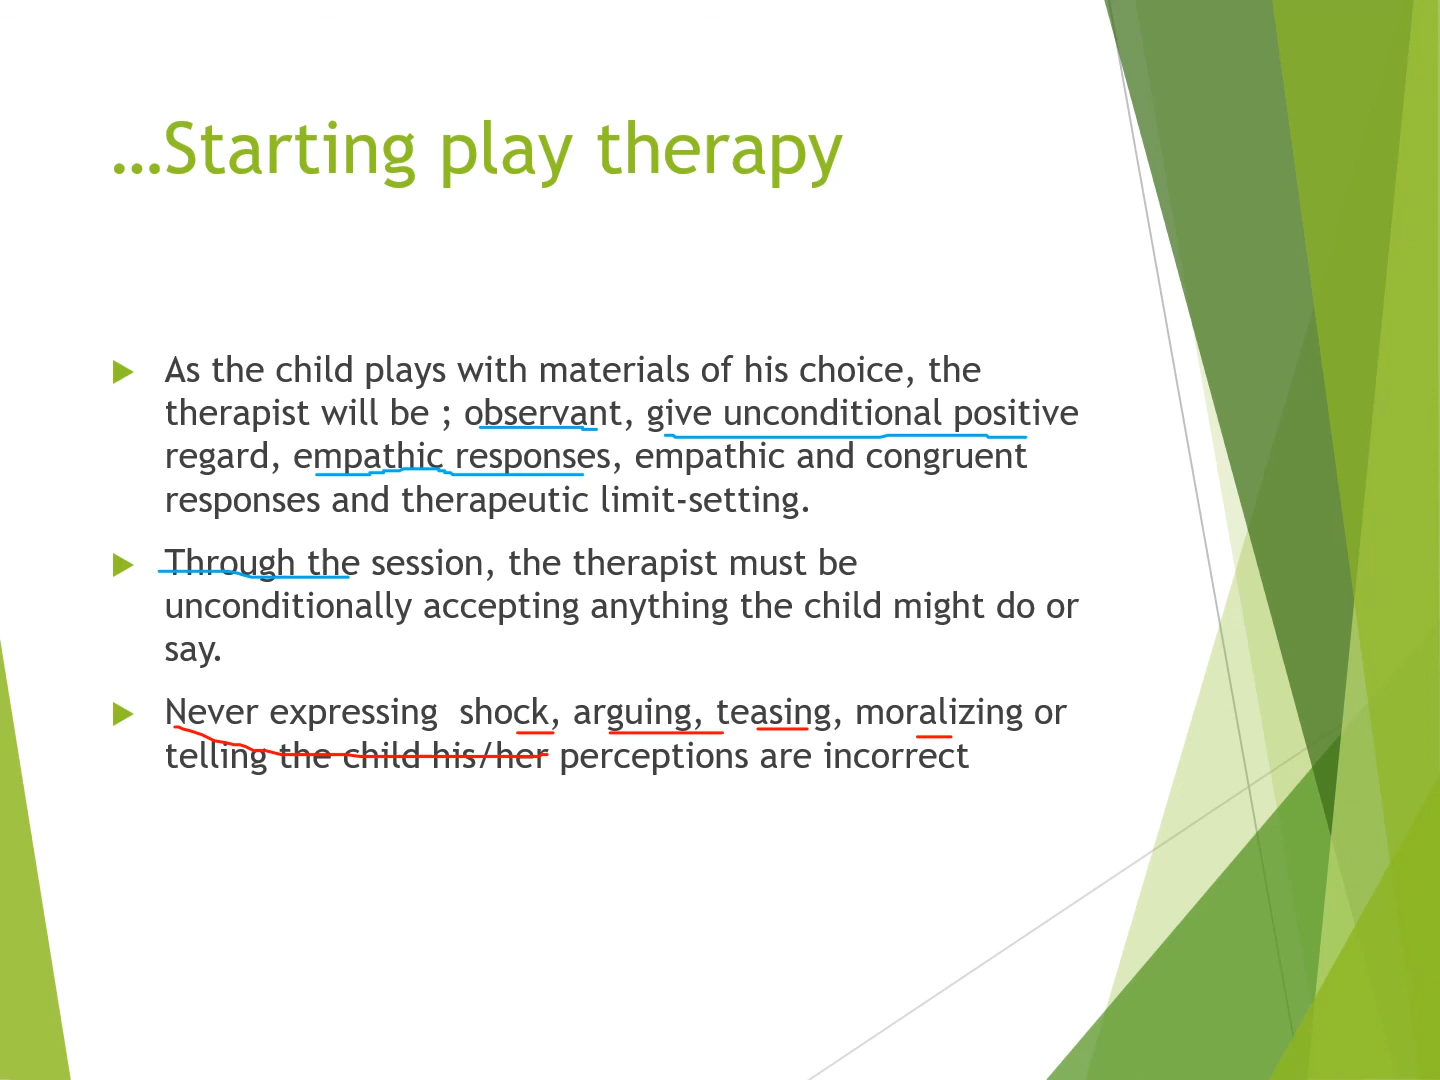 …Starting play therapy
As the child plays with materials of his choice, the
therapist will be ; observant, give unconditional positive
regard, empathic responses, empathic and congruent
responses and therapeutic limit-setting.
Through the session, the therapist must be
unconditionally accepting anything the child might do or
say.
Never expressing  shock, arguing, teasing, moralizing or
telling the child his/her perceptions are incorrect